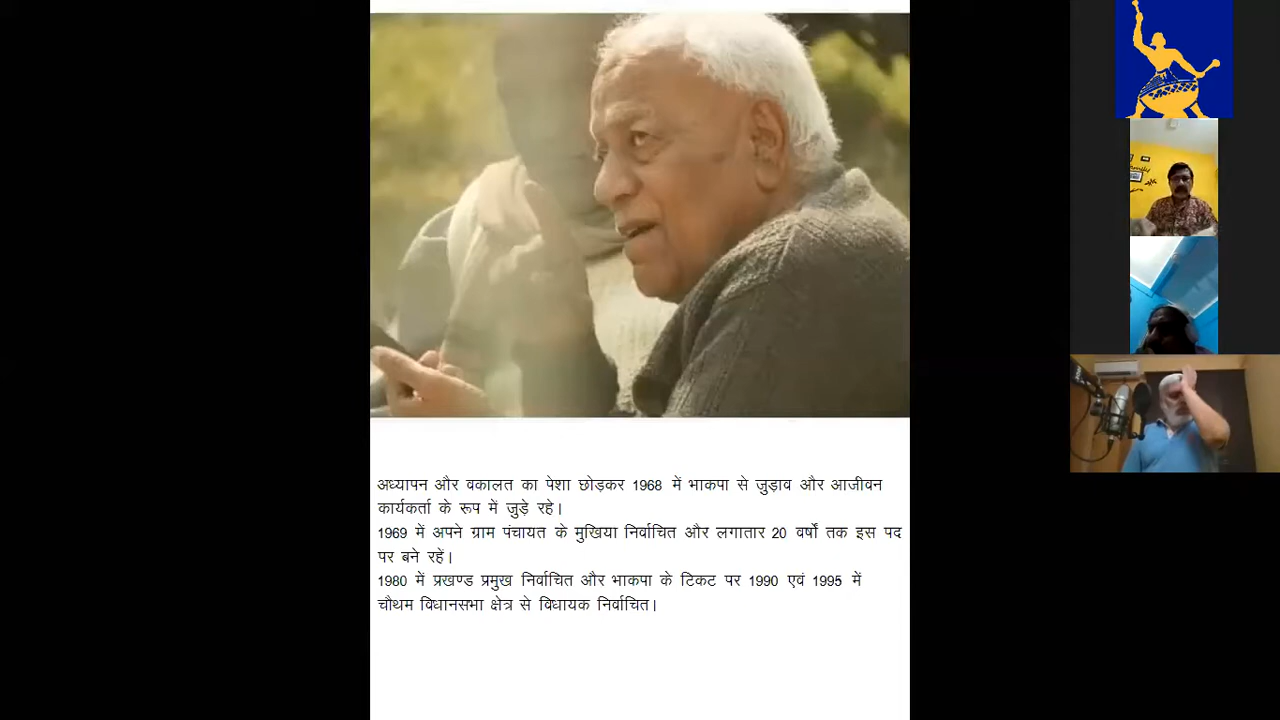 अध्यापन और वकालत का पेशा छोड़कर 1968 में भाकपा से जुड़ाव और आजीवन
कार्यकर्ता के रूप में जुड़े रहे।
1969 में अपने ग्राम पंचायत के मुखिया निर्वाचित और लगातार 20 वर्षों तक इस पद
पर बने रहें।
1980 में प्रखण्ड प्रमुख निर्वाचित और भाकपा के टिकट पर 1990 एवं 1995 में
चौथम विधानसभा क्षेत्र से विधायक निर्वाचित।